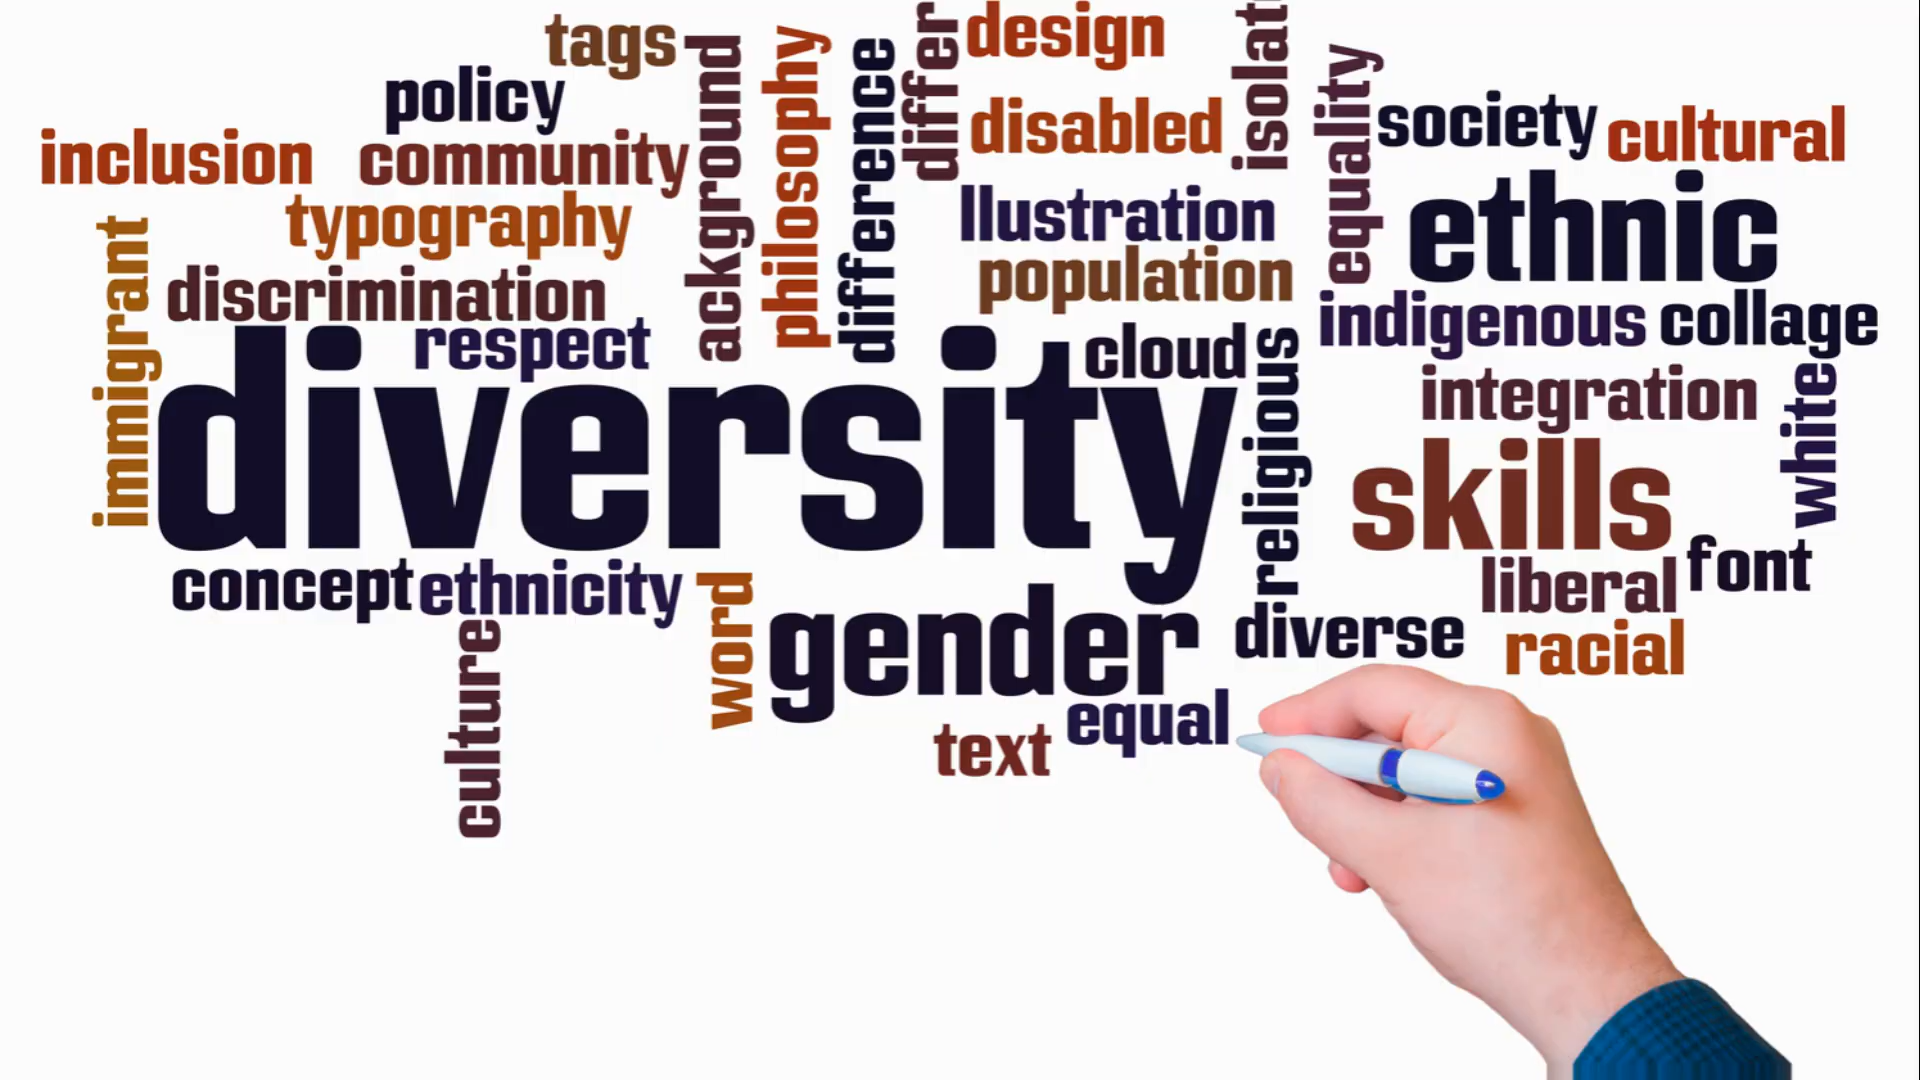 tags
policy
inclusion
community
typography
immigrant
discrimination
respect
ackground
philosophy
difference
differ
design
disabled
isolat
equality
society
cultural
llustration
population
ethnic
indigenous
collage
cloud
diversity
religious
integration
white
skills
font
liberal
racial
concept
ethnicity
culture
word
gender
diverse
equal
text